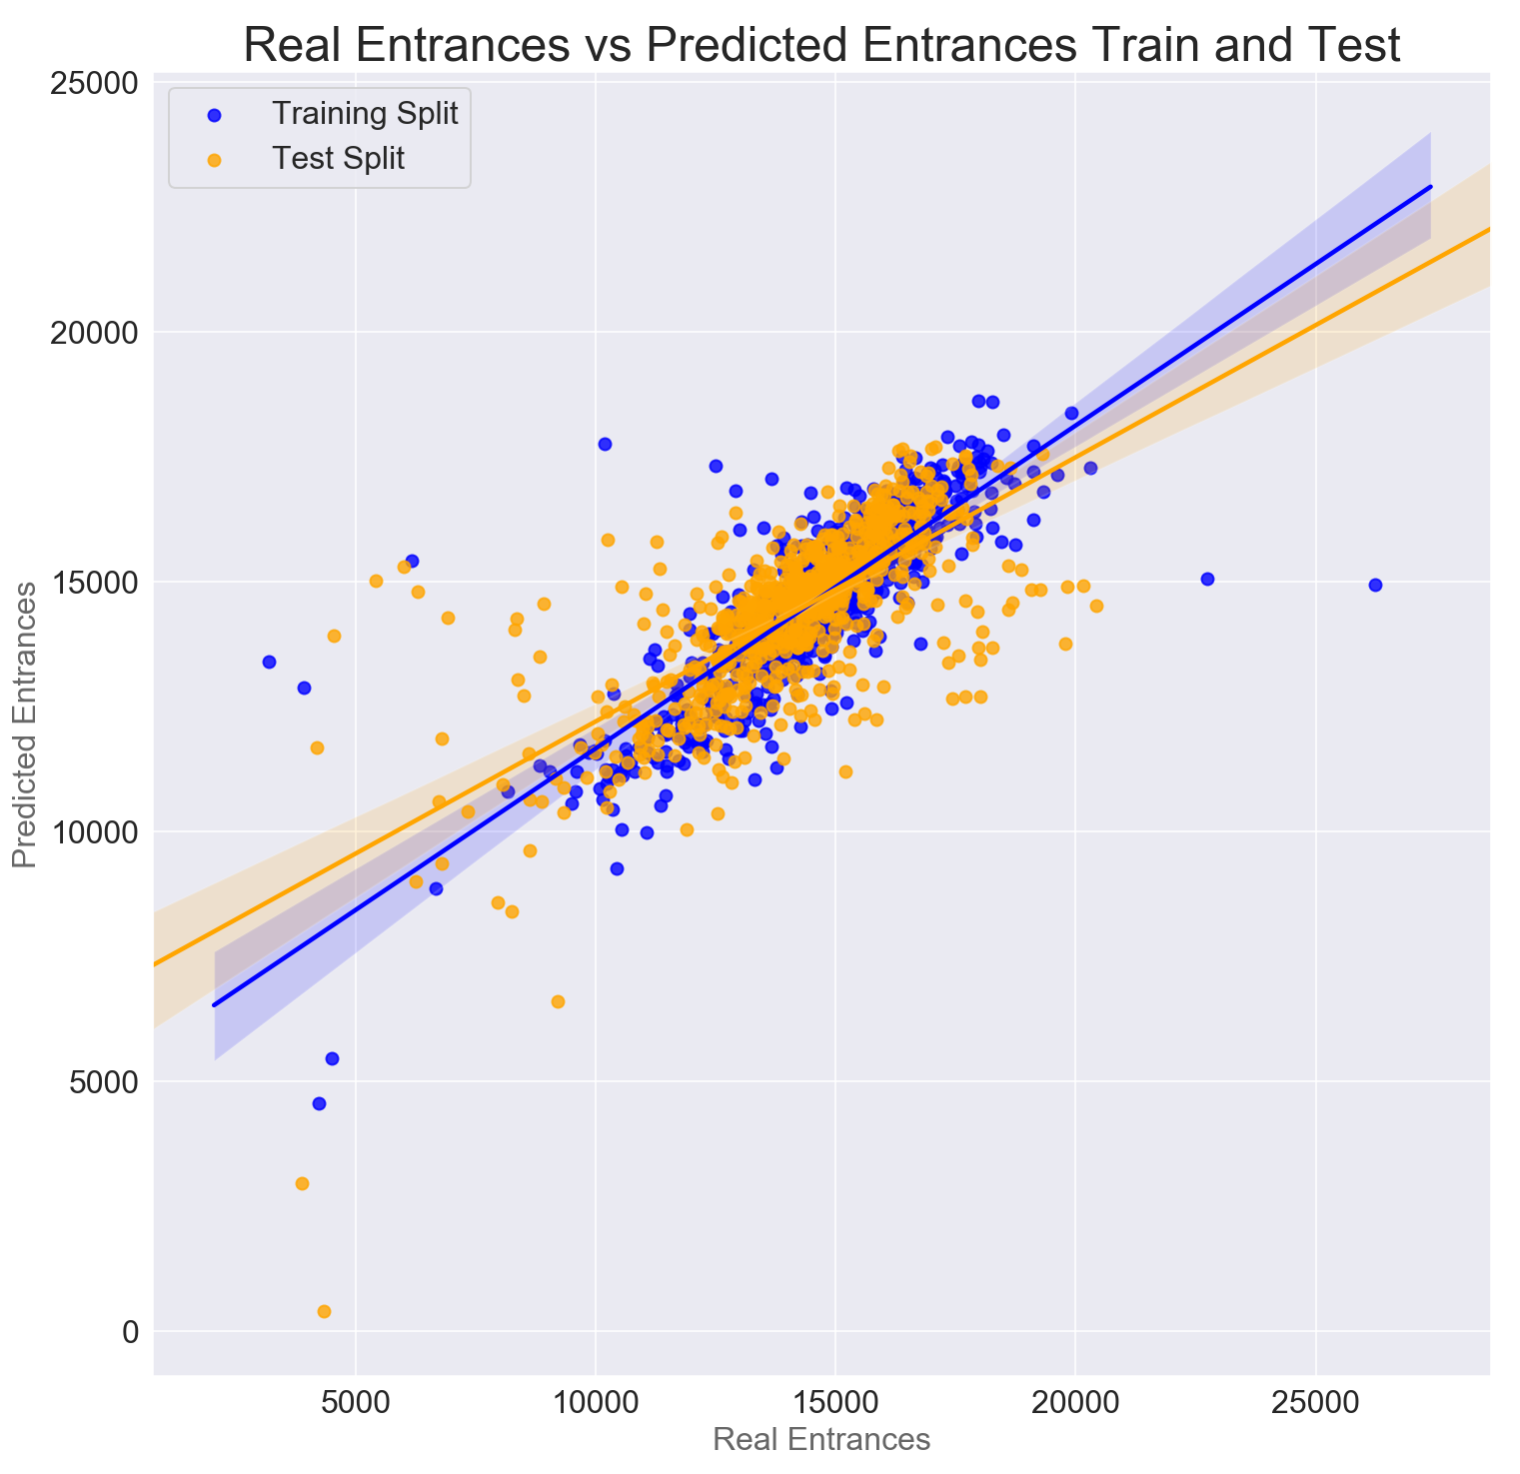 Real Entrances vs Predicted Entrances Train and Test
Training Split
Test Split
25000
20000
15000
10000
5000
0
Predicted Entrances
5000 10000 15000 20000 25000
Real Entrances